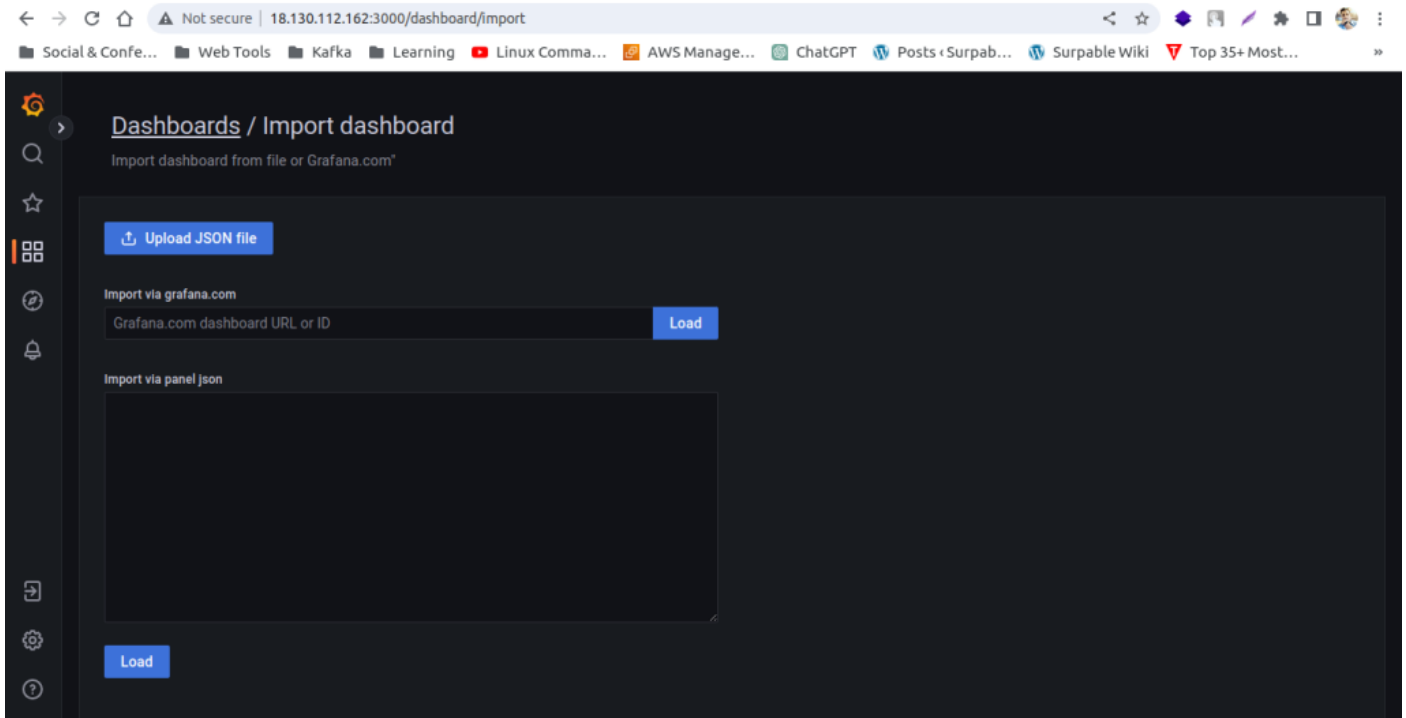 Not secure | 18.130.112.162:3000/dashboard/import
Social & Confe... Web Tools Kafka Learning Linux Comma... AWS Manage... ChatGPT Posts ‹ Surpab... Surpable Wiki Top 35+ Most... »
Dashboards / Import dashboard
Import dashboard from file or Grafana.com"
Upload JSON file
Import via grafana.com
Grafana.com dashboard URL or ID Load
Import via panel json
Load